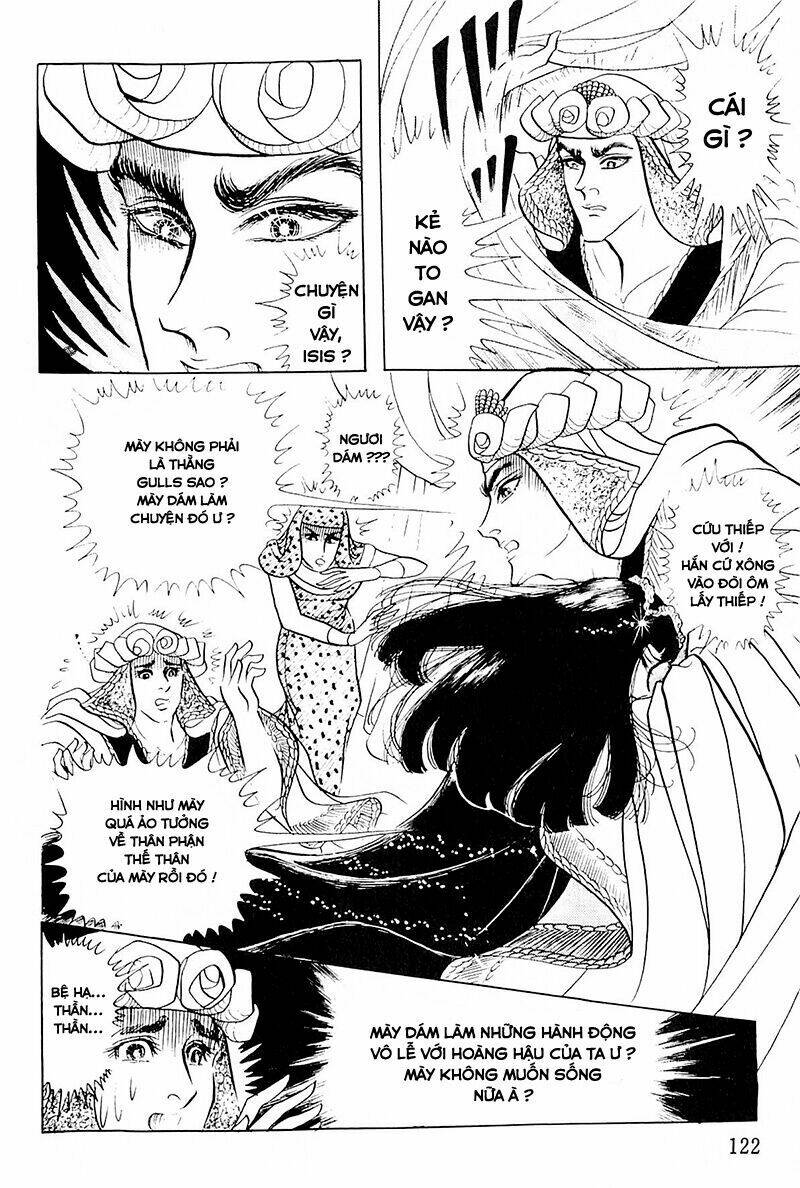 CÁI
GÌ ?
KẺ
NÀO
TO
GAN
VẬY ?
CHUYỆN
GÌ
VẬY,
ISIS ?
CỨU THIẾP
VỚI !
HẮN CỨ XÔNG
VÀO ĐÒI ÔM
LẤY THIẾP !
NGƯƠI
DÁM ???
MÀY KHÔNG PHẢI
LÀ THẰNG
GULLS SAO ?
MÀY DÁM LÀM
CHUYỆN ĐÓ Ư ?
HÌNH NHƯ MÀY
QUÁ ẢO TƯỞNG
VỀ THÂN PHẬN
THẾ THÂN
CỦA MÀY RỒI ĐÓ !
BỆ HẠ...
THẦN...
THẦN...
MÀY DÁM LÀM NHỮNG HÀNH ĐỘNG
VÔ LỄ VỚI HOÀNG HẬU CỦA TA Ư ?
MÀY KHÔNG MUỐN SỐNG
NỮA À ?
122